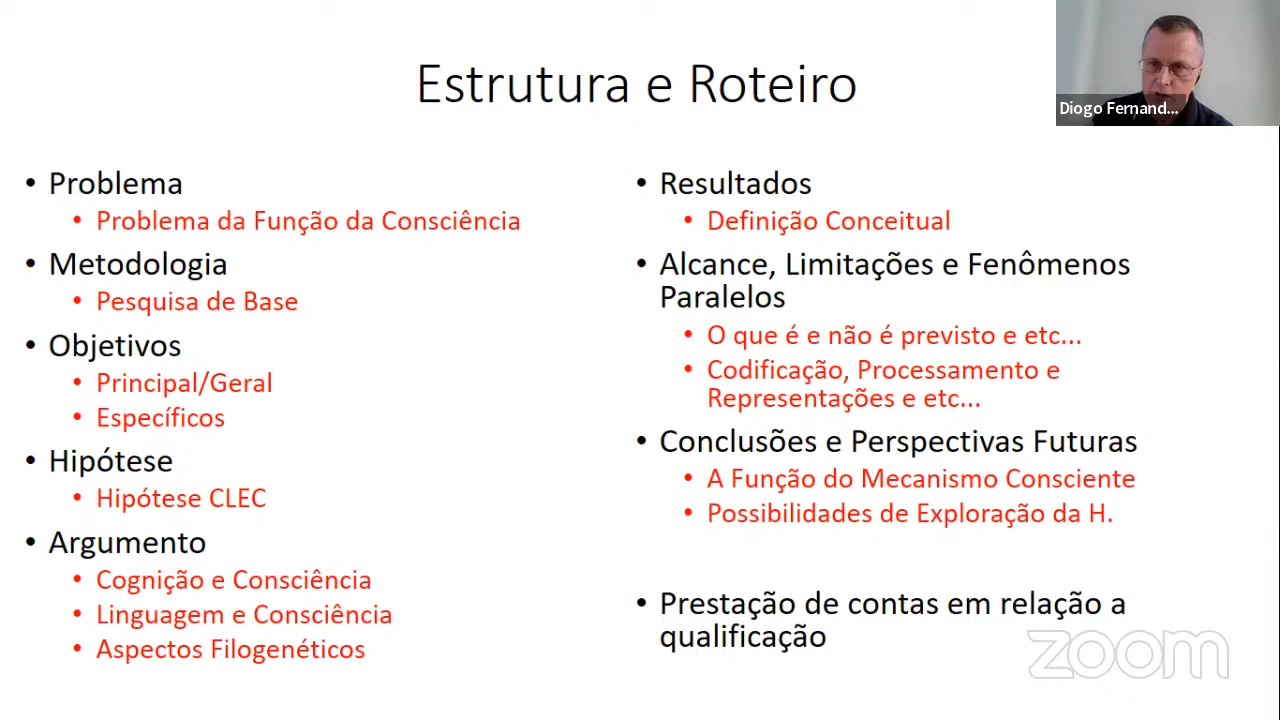 Estrutura e Roteiro
Diogo Fernand...
• Problema
• Problema da Função da Consciência
• Metodologia
• Pesquisa de Base
• Objetivos
• Principal/Geral
• Específicos
• Hipótese
• Hipótese CLEC
• Argumento
• Cognição e Consciência
• Linguagem e Consciência
• Aspectos Filogenéticos
• Resultados
• Definição Conceitual
• Alcance, Limitações e Fenômenos
Paralelos
• O que é e não é previsto e etc...
• Codificação, Processamento e
Representações e etc...
• Conclusões e Perspectivas Futuras
• A Função do Mecanismo Consciente
• Possibilidades de Exploração da H.
• Prestação de contas em relação a
qualificação
zoom